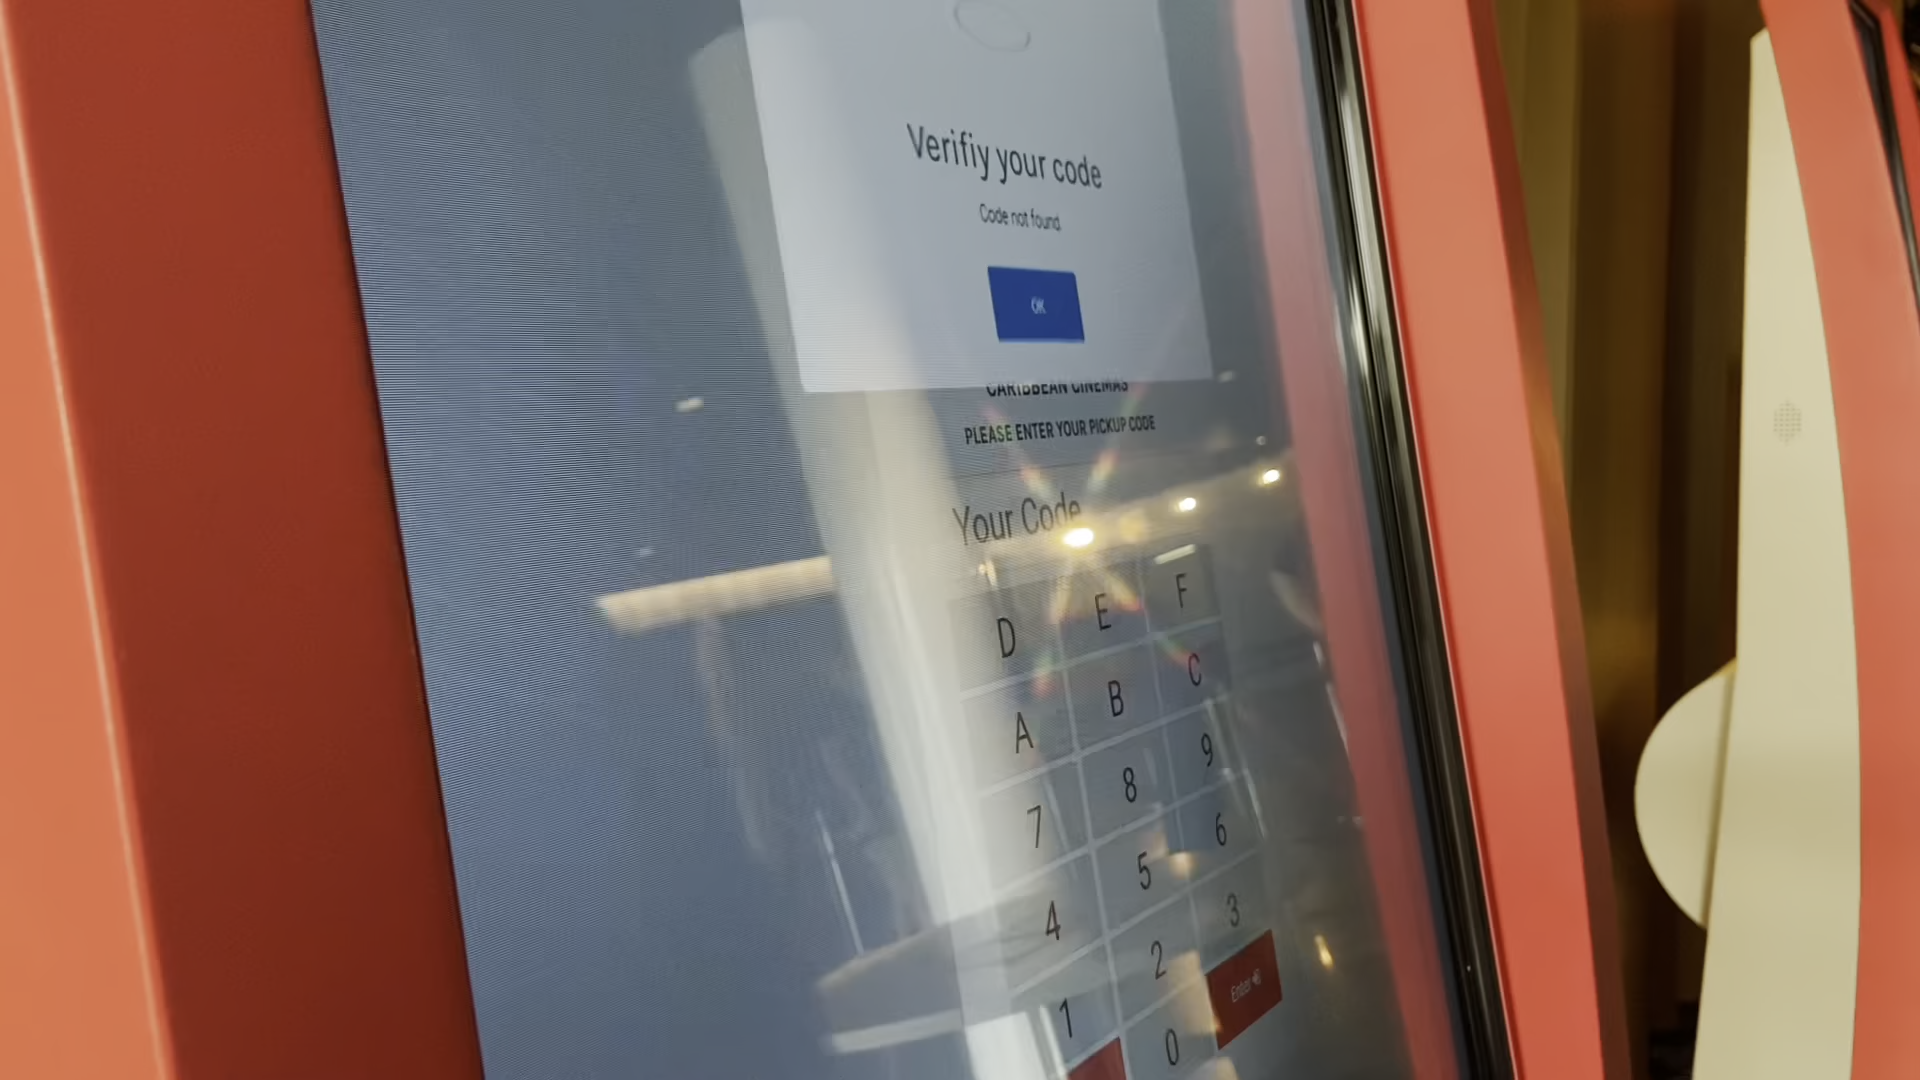 Verifiy your code
Code not found
OK
CARIBBEAN CINEMAS
PLEASE ENTER YOUR PICKUP CODE
Your Code
D E F
A B C
7 8 9
4 5 6
1 2 3
0 Enter